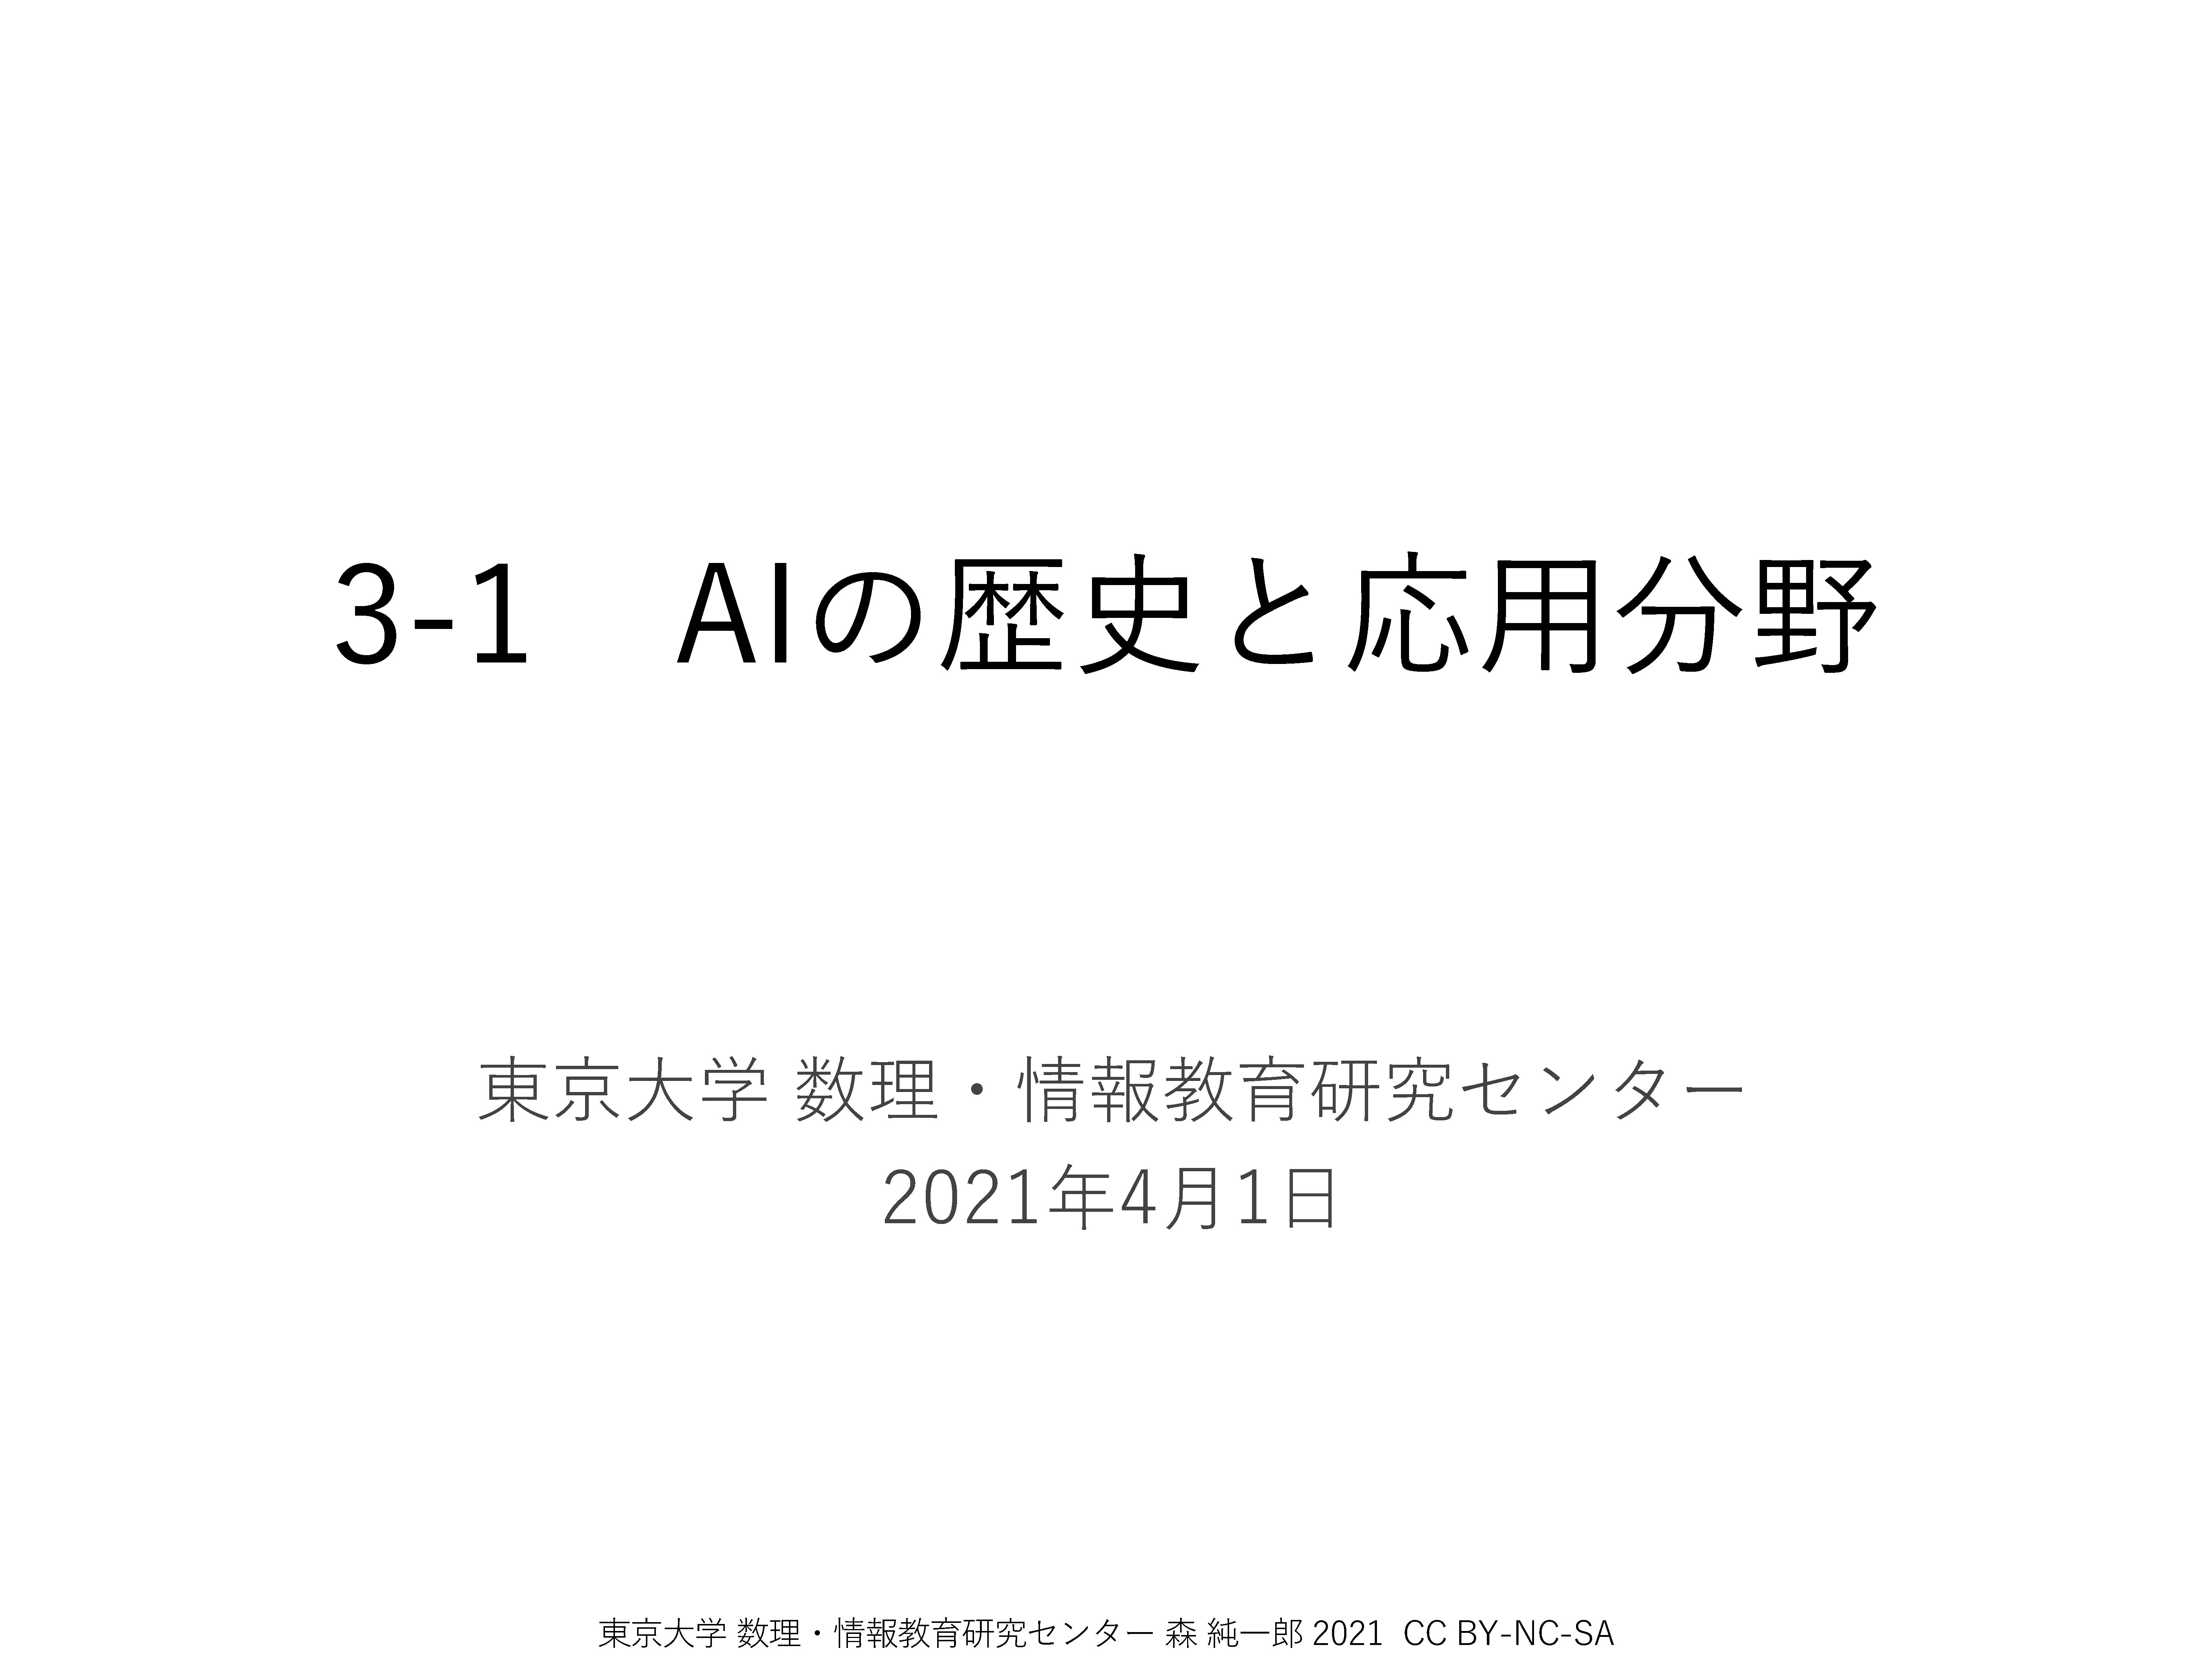 3-1　AIの歴史と応用分野
東京大学 数理・情報教育研究センター
2021年4月1日
東京大学 数理・情報教育研究センター 森 純一郎 2021 CC BY-NC-SA